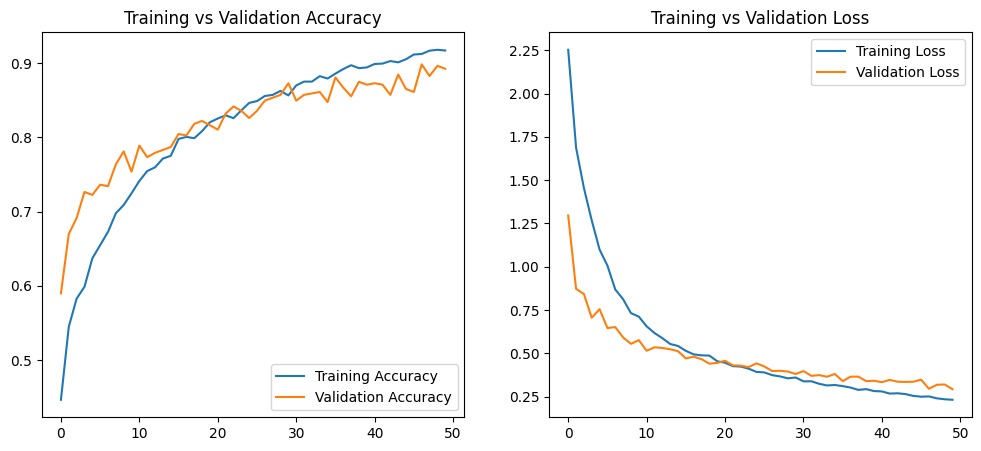 Training vs Validation Accuracy
0.9
0.8
0.7
0.6
0.5
Training Accuracy
Validation Accuracy
0 10 20 30 40 50
Training vs Validation Loss
2.25
2.00
1.75
1.50
1.25
1.00
0.75
0.50
0.25
Training Loss
Validation Loss
0 10 20 30 40 50